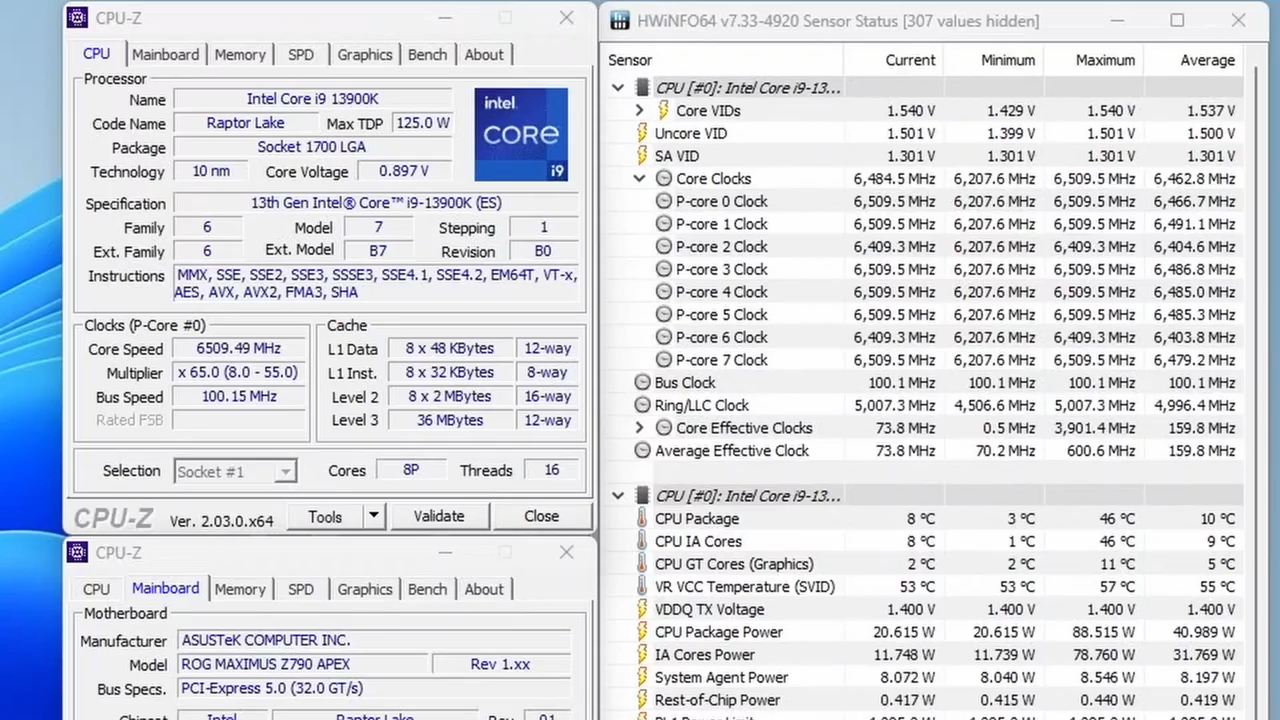 CPU-Z
CPU Mainboard Memory SPD Graphics Bench About
Processor
Name Intel Core i9 13900K
Code Name Raptor Lake Max TDP 125.0 W
Package Socket 1700 LGA
Technology 10 nm Core Voltage 0.897 V
intel
CORE
i9
Specification 13th Gen Intel® Core™ i9-13900K (ES)
Family 6 Model 7 Stepping 1
Ext. Family 6 Ext. Model B7 Revision B0
Instructions MMX, SSE, SSE2, SSE3, SSSE3, SSE4.1, SSE4.2, EM64T, VT-x,
AES, AVX, AVX2, FMA3, SHA
Clocks (P-Core #0)
Core Speed 6509.49 MHz
Multiplier x 65.0 (8.0 - 55.0)
Bus Speed 100.15 MHz
Rated FSB
Cache
L1 Data 8 x 48 KBytes 12-way
L1 Inst. 8 x 32 KBytes 8-way
Level 2 8 x 2 MBytes 16-way
Level 3 36 MBytes 12-way
Selection Socket #1 Cores 8P Threads 16
CPU-Z Ver. 2.03.0.x64 Tools Validate Close
CPU-Z
CPU Mainboard Memory SPD Graphics Bench About
Motherboard
Manufacturer ASUSTeK COMPUTER INC.
Model ROG MAXIMUS Z790 APEX Rev 1.xx
Bus Specs. PCI-Express 5.0 (32.0 GT/s)
Chipset Intel Raptor Lake Rev. 01
HWiNFO64 v7.33-4920 Sensor Status [307 values hidden]
Sensor Current Minimum Maximum Average
CPU [#0]: Intel Core i9-13...
Core VIDs 1.540 V 1.429 V 1.540 V 1.537 V
Uncore VID 1.501 V 1.399 V 1.501 V 1.500 V
SA VID 1.301 V 1.301 V 1.301 V 1.301 V
Core Clocks 6,484.5 MHz 6,207.6 MHz 6,509.5 MHz 6,462.8 MHz
P-core 0 Clock 6,509.5 MHz 6,207.6 MHz 6,509.5 MHz 6,466.7 MHz
P-core 1 Clock 6,509.5 MHz 6,207.6 MHz 6,509.5 MHz 6,491.1 MHz
P-core 2 Clock 6,409.3 MHz 6,207.6 MHz 6,409.3 MHz 6,404.6 MHz
P-core 3 Clock 6,509.5 MHz 6,207.6 MHz 6,509.5 MHz 6,486.8 MHz
P-core 4 Clock 6,509.5 MHz 6,207.6 MHz 6,509.5 MHz 6,485.0 MHz
P-core 5 Clock 6,509.5 MHz 6,207.6 MHz 6,509.5 MHz 6,485.3 MHz
P-core 6 Clock 6,409.3 MHz 6,207.6 MHz 6,409.3 MHz 6,403.8 MHz
P-core 7 Clock 6,509.5 MHz 6,207.6 MHz 6,509.5 MHz 6,479.2 MHz
Bus Clock 100.1 MHz 100.1 MHz 100.1 MHz 100.1 MHz
Ring/LLC Clock 5,007.3 MHz 4,506.6 MHz 5,007.3 MHz 4,996.4 MHz
Core Effective Clocks 73.8 MHz 0.5 MHz 3,901.4 MHz 159.8 MHz
Average Effective Clock 73.8 MHz 70.2 MHz 600.6 MHz 159.8 MHz
CPU [#0]: Intel Core i9-13...
CPU Package 8 °C 3 °C 46 °C 10 °C
CPU IA Cores 8 °C 1 °C 46 °C 9 °C
CPU GT Cores (Graphics) 2 °C 2 °C 11 °C 5 °C
VR VCC Temperature (SVID) 53 °C 53 °C 57 °C 55 °C
VDDQ TX Voltage 1.400 V 1.400 V 1.400 V 1.400 V
CPU Package Power 20.615 W 20.615 W 88.515 W 40.989 W
IA Cores Power 11.748 W 11.739 W 78.760 W 31.769 W
System Agent Power 8.072 W 8.040 W 8.546 W 8.197 W
Rest-of-Chip Power 0.417 W 0.415 W 0.440 W 0.419 W